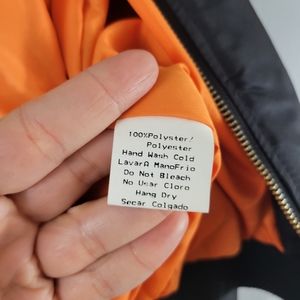 100%Polyster/
Polyester
Hand Wash Cold
LavarA ManoFrio
Do Not Bleach
No Usar Cloro
Hang Dry
Secar Colgado